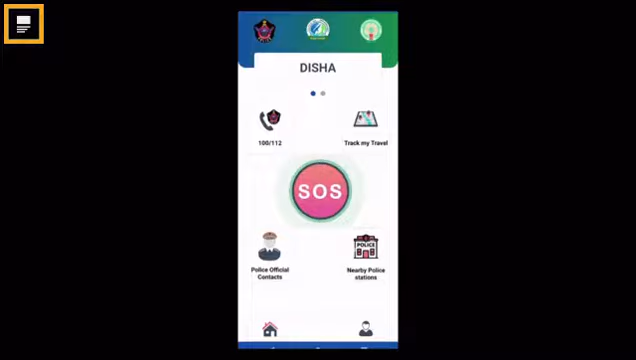 DISHA
100/112
Track my Travel
SOS
POLICE
Police Official
Contacts
Nearby Police
stations